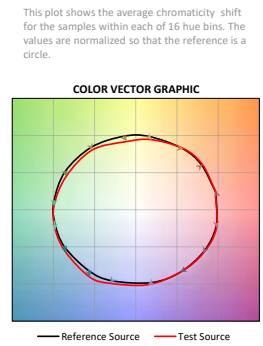 This plot shows the average chromaticity shift
for the samples within each of 16 hue bins. The
values are normalized so that the reference is a
circle.
COLOR VECTOR GRAPHIC
Reference Source Test Source